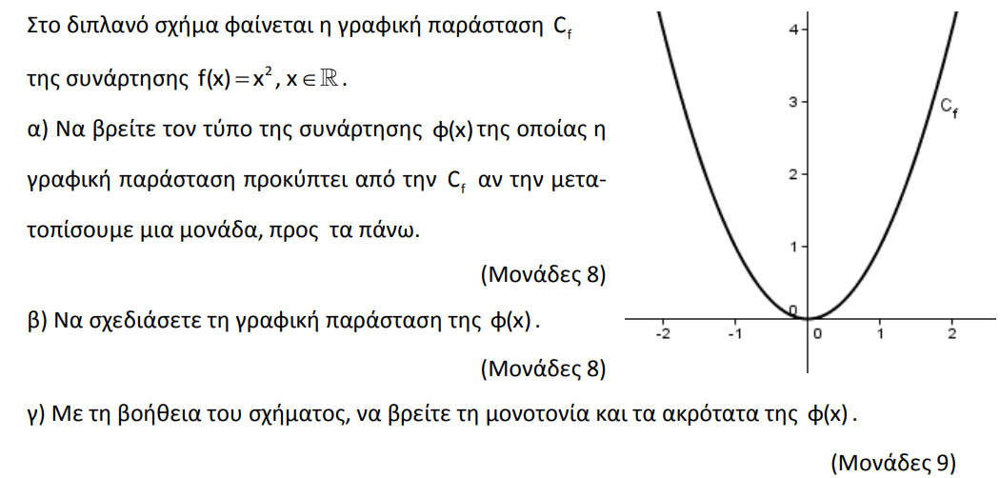 Στο διπλανό σχήμα φαίνεται η γραφική παράσταση C_f
της συνάρτησης f(x) = x², x ∈ ℝ.
α) Να βρείτε τον τύπο της συνάρτησης φ(x) της οποίας η
γραφική παράσταση προκύπτει από την C_f αν την μετα-
τοπίσουμε μια μονάδα, προς τα πάνω.
(Μονάδες 8)
β) Να σχεδιάσετε τη γραφική παράσταση της φ(x).
(Μονάδες 8)
γ) Με τη βοήθεια του σχήματος, να βρείτε τη μονοτονία και τα ακρότατα της φ(x).
(Μονάδες 9)
4
3
C_f
2
1
0
-2 -1 0 1 2